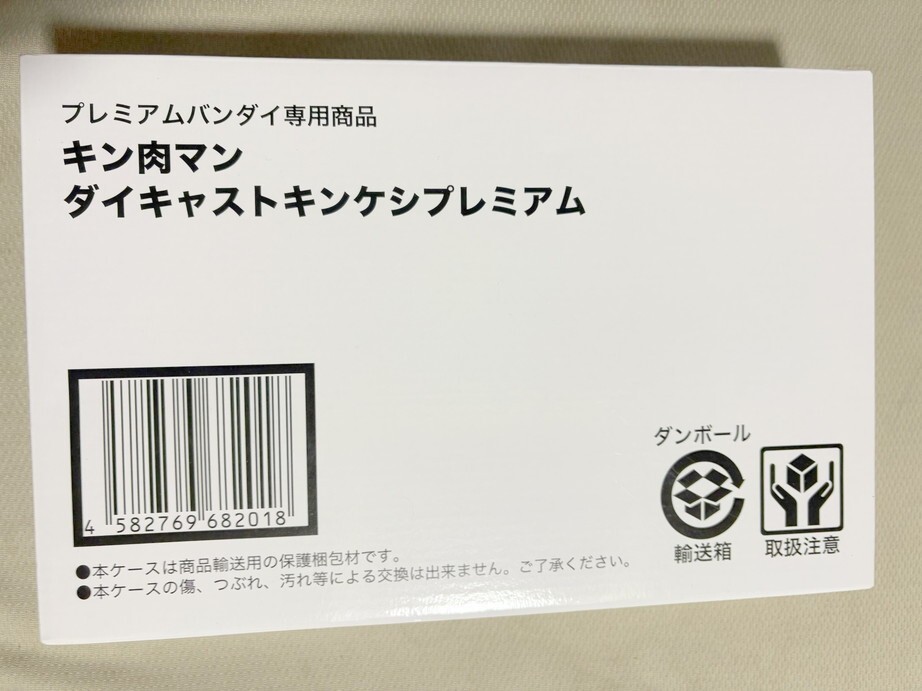 プレミアムバンダイ専用商品
キン肉マン
ダイキャストキンケシプレミアム
4 582769 682018
ダンボール
輸送箱
取扱注意
●本ケースは商品輸送用の保護梱包材です。
●本ケースの傷、つぶれ、汚れ等による交換は出来ません。ご了承ください。